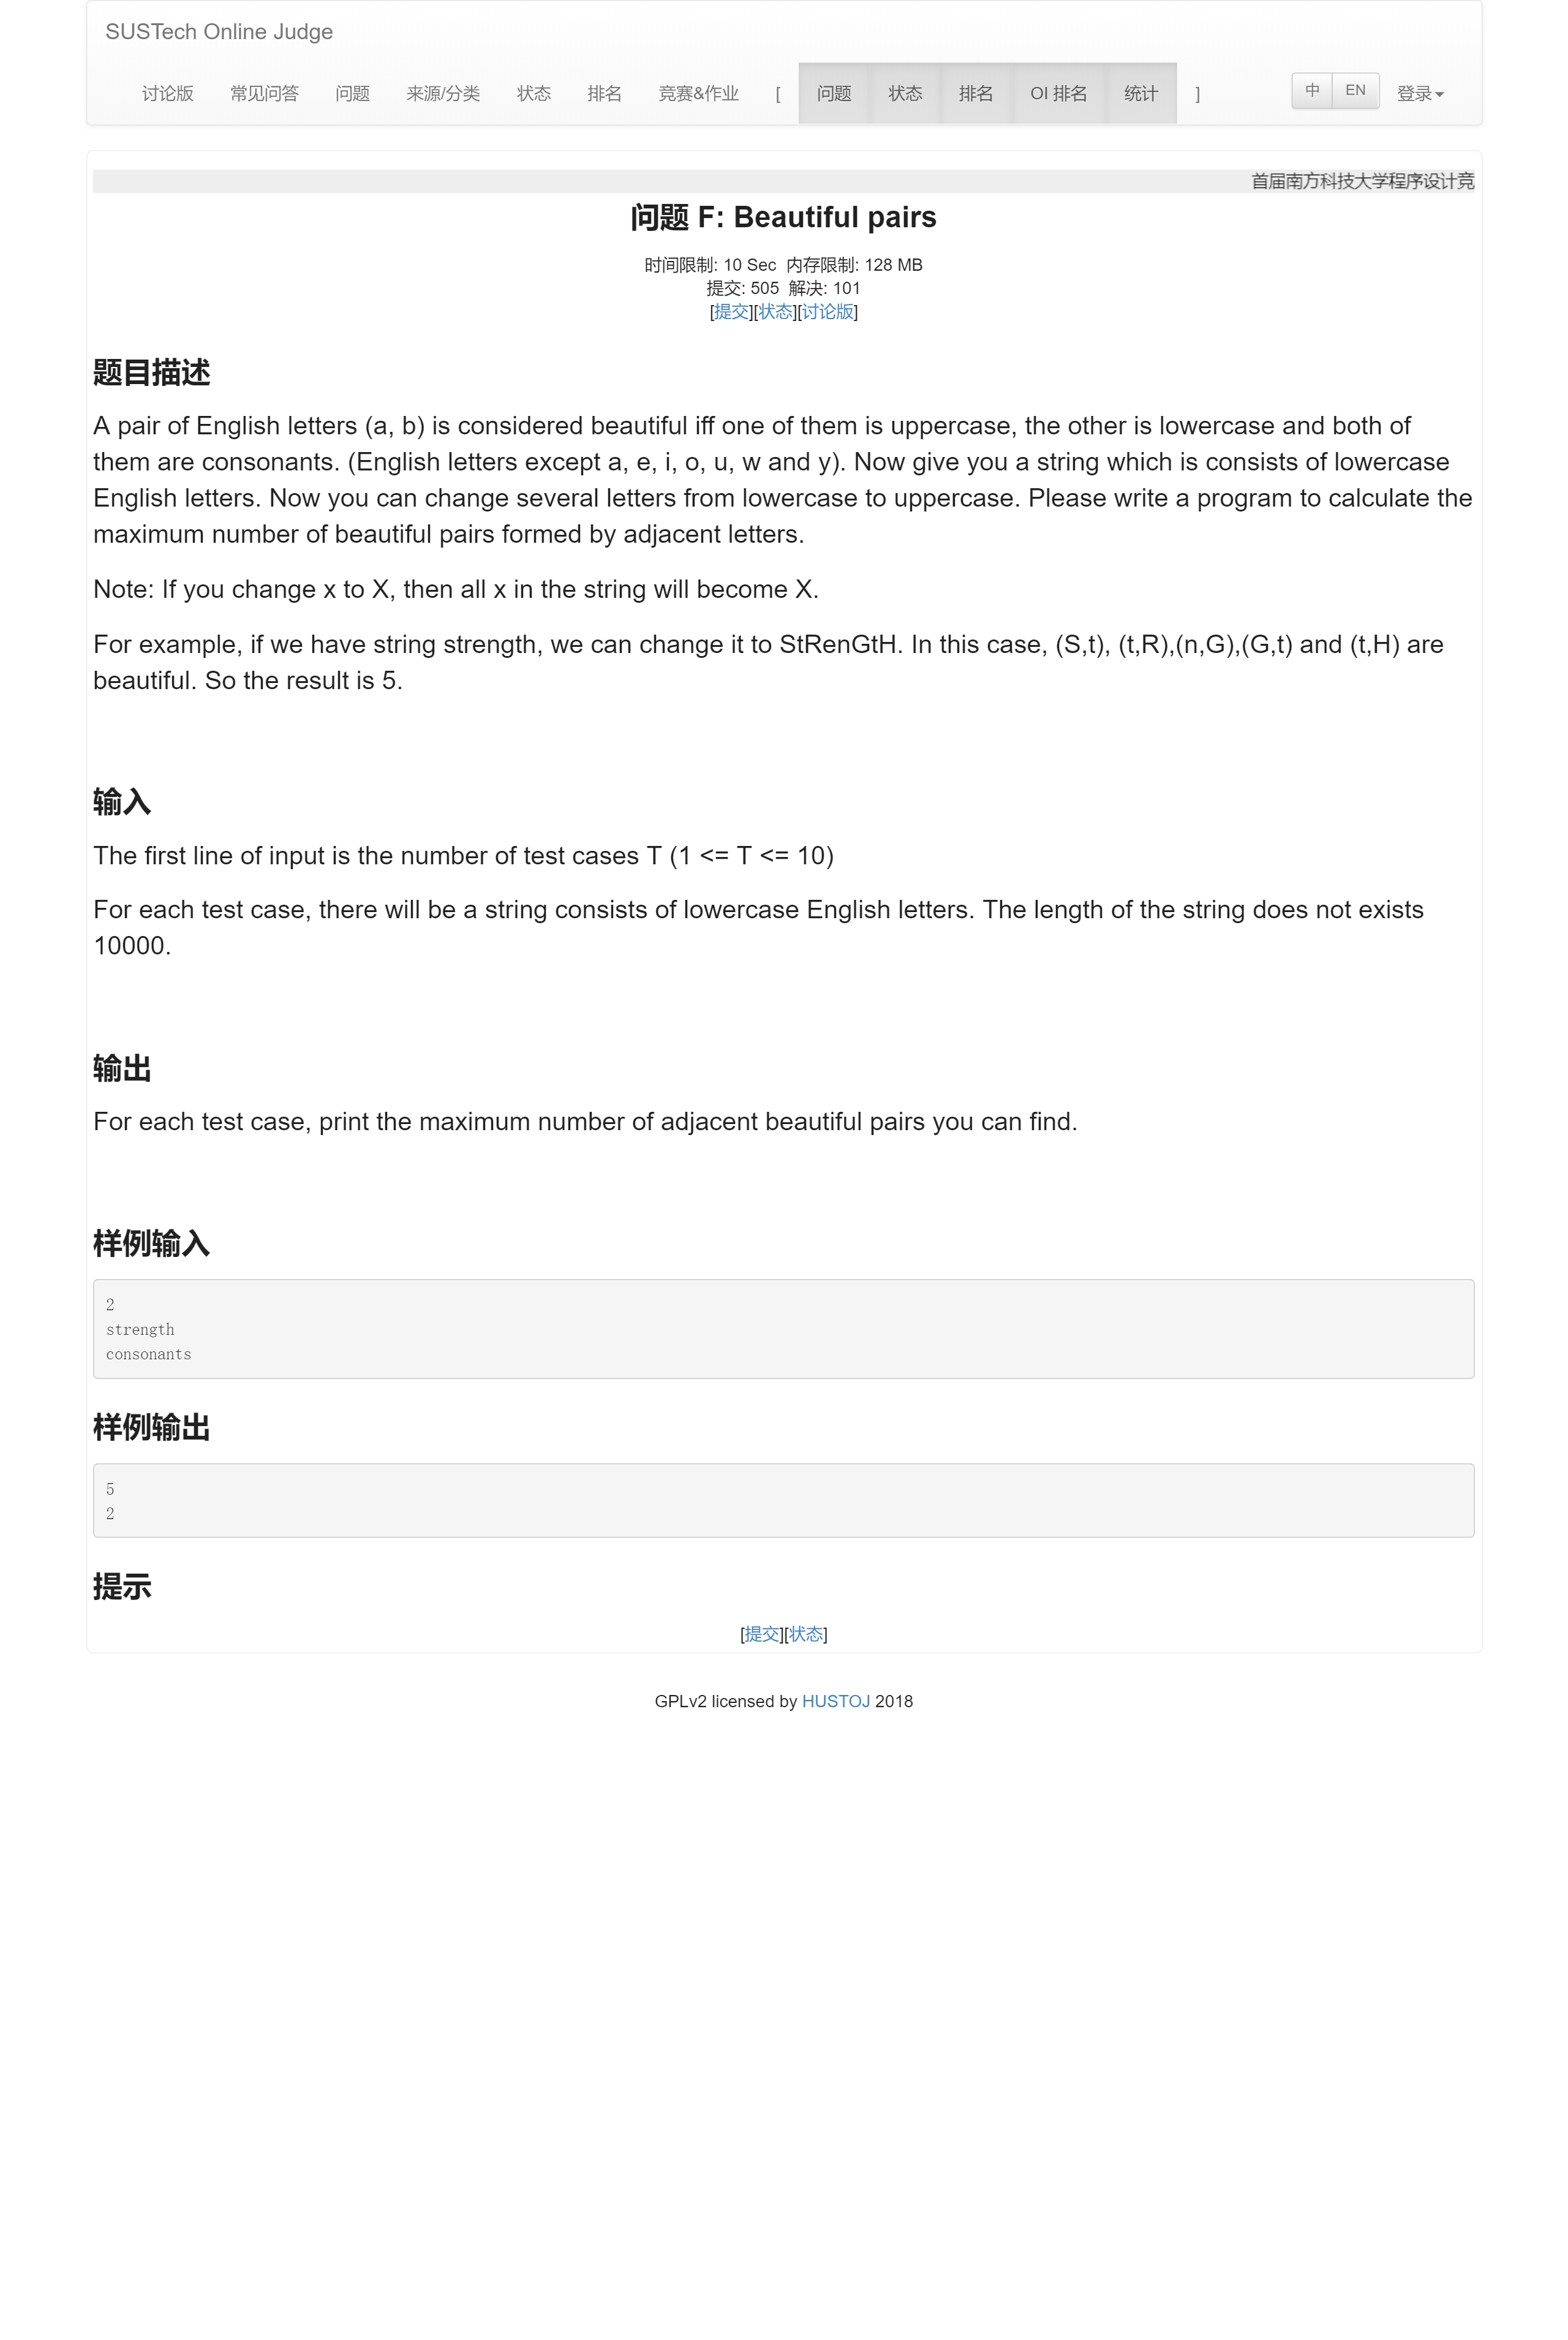 SUSTech Online Judge
讨论版 常见问答 问题 来源/分类 状态 排名 竞赛&作业 [ 问题 状态 排名 OI 排名 统计 ] 中 EN 登录
首届南方科技大学程序设计竞
问题 F: Beautiful pairs
时间限制: 10 Sec 内存限制: 128 MB
提交: 505 解决: 101
[提交][状态][讨论版]
题目描述
A pair of English letters (a, b) is considered beautiful iff one of them is uppercase, the other is lowercase and both of
them are consonants. (English letters except a, e, i, o, u, w and y). Now give you a string which is consists of lowercase
English letters. Now you can change several letters from lowercase to uppercase. Please write a program to calculate the
maximum number of beautiful pairs formed by adjacent letters.
Note: If you change x to X, then all x in the string will become X.
For example, if we have string strength, we can change it to StRenGtH. In this case, (S,t), (t,R),(n,G),(G,t) and (t,H) are
beautiful. So the result is 5.
输入
The first line of input is the number of test cases T (1 <= T <= 10)
For each test case, there will be a string consists of lowercase English letters. The length of the string does not exists
10000.
输出
For each test case, print the maximum number of adjacent beautiful pairs you can find.
样例输入
2
strength
consonants
样例输出
5
2
提示
[提交][状态]
GPLv2 licensed by HUSTOJ 2018